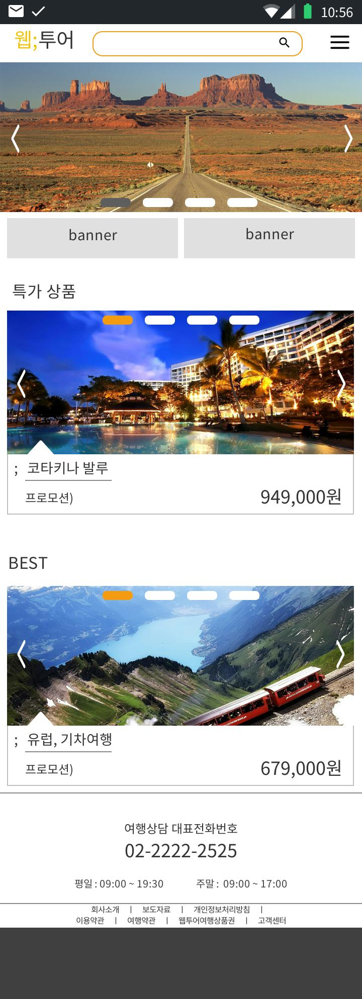 10:56
웹;투어
banner
banner
특가 상품
; 코타키나 발루
프로모션)
949,000원
BEST
; 유럽, 기차여행
프로모션)
679,000원
여행상담 대표전화번호
02-2222-2525
평일 : 09:00 ~ 19:30
주말 : 09:00 ~ 17:00
회사소개 | 보도자료 | 개인정보처리방침 |
이용약관 | 여행약관 | 웹투어여행상품권 | 고객센터